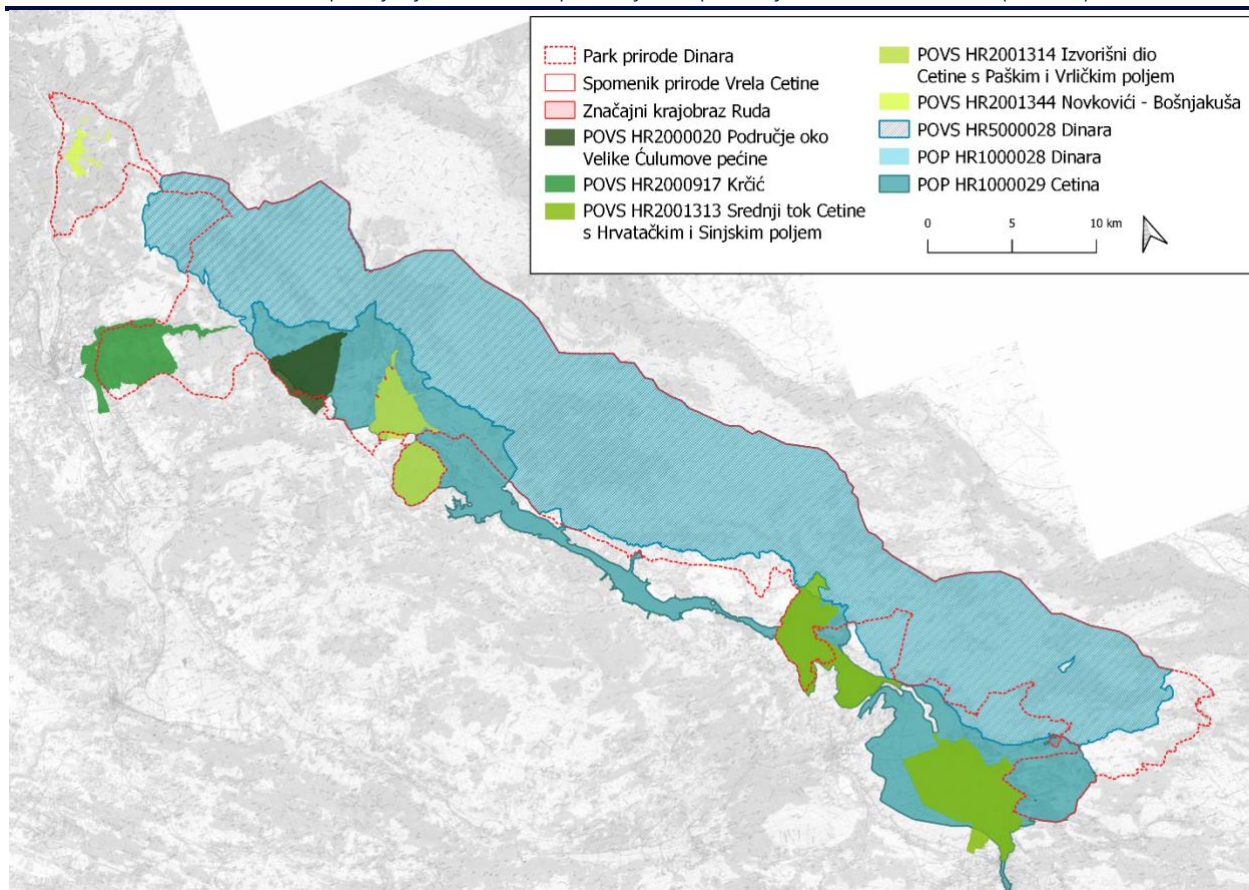 Park prirode Dinara
Spomenik prirode Vrela Cetine
Značajni krajobraz Ruda
POVS HR2000020 Područje oko
Velike Ćulumove pećine
POVS HR2000917 Krčić
POVS HR2001313 Srednji tok Cetine
s Hrvatačkim i Sinjskim poljem
POVS HR2001314 Izvorišni dio
Cetine s Paškim i Vrličkim poljem
POVS HR2001344 Novkovići - Bošnjakuša
POVS HR5000028 Dinara
POP HR1000028 Dinara
POP HR1000029 Cetina
0 5 10 km